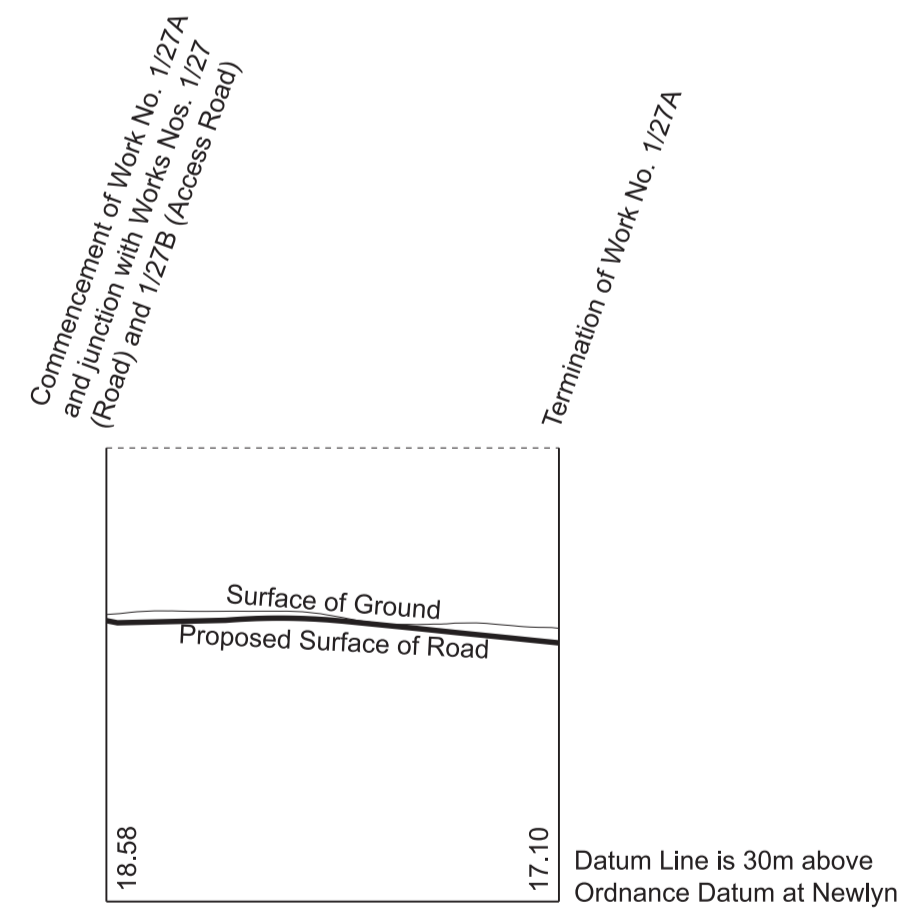 Commencement of Work No. 1/27A
and junction with Works Nos. 1/27
(Road) and 1/27B (Access Road)
Termination of Work No. 1/27A
Surface of Ground
Proposed Surface of Road
18.58
17.10
Datum Line is 30m above
Ordnance Datum at Newlyn